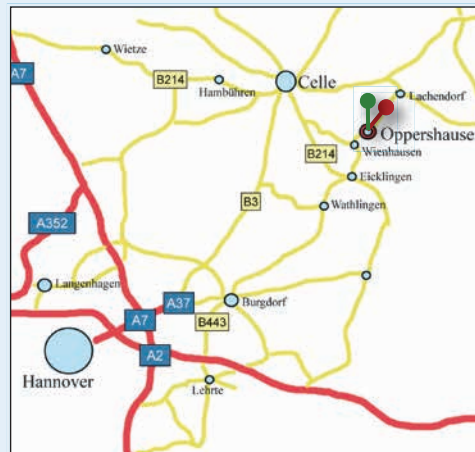 Wietze
A7
B214
Hambühren
Celle
Lachendorf
Oppershause
B214
Wienhausen
Eicklingen
B3
Wathlingen
A352
Langenhagen
A37
Burgdorf
A7
B443
Hannover
A2
Lehrte